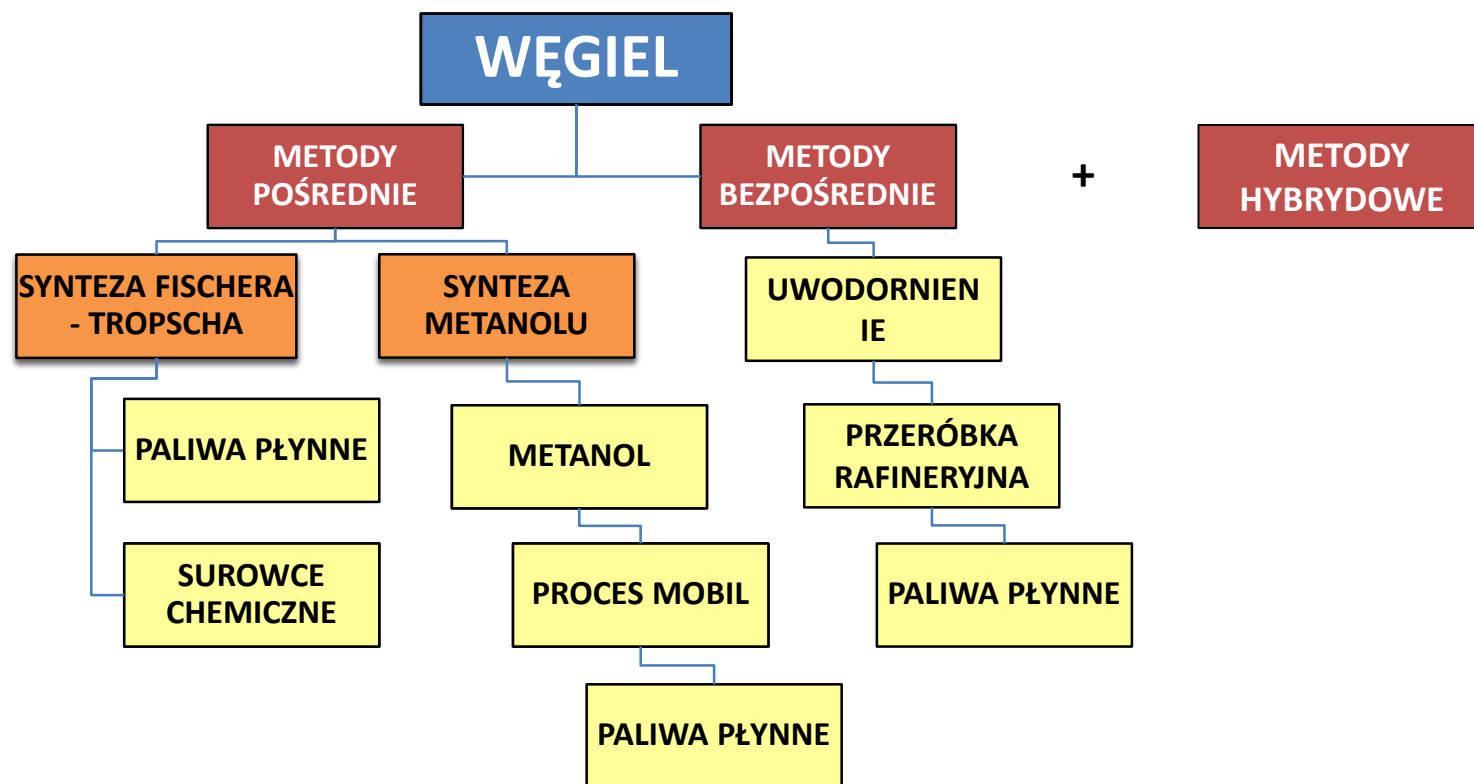 WĘGIEL
METODY
POŚREDNIE
METODY
BEZPOŚREDNIE
+
METODY
HYBRYDOWE
SYNTEZA FISCHERA
- TROPSCHA
SYNTEZA
METANOLU
UWODORNIEN
IE
PALIWA PŁYNNE
METANOL
PRZERÓBKA
RAFINERYJNA
SUROWCE
CHEMICZNE
PROCES MOBIL
PALIWA PŁYNNE
PALIWA PŁYNNE